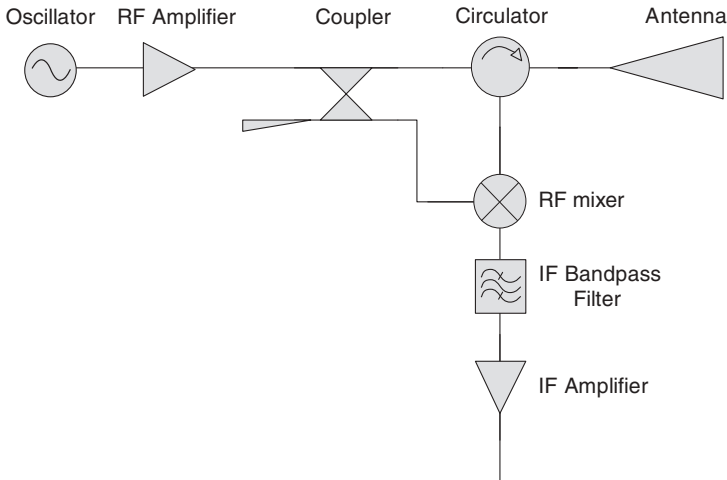 Oscillator
RF Amplifier
Coupler
Circulator
Antenna
RF mixer
IF Bandpass
Filter
IF Amplifier